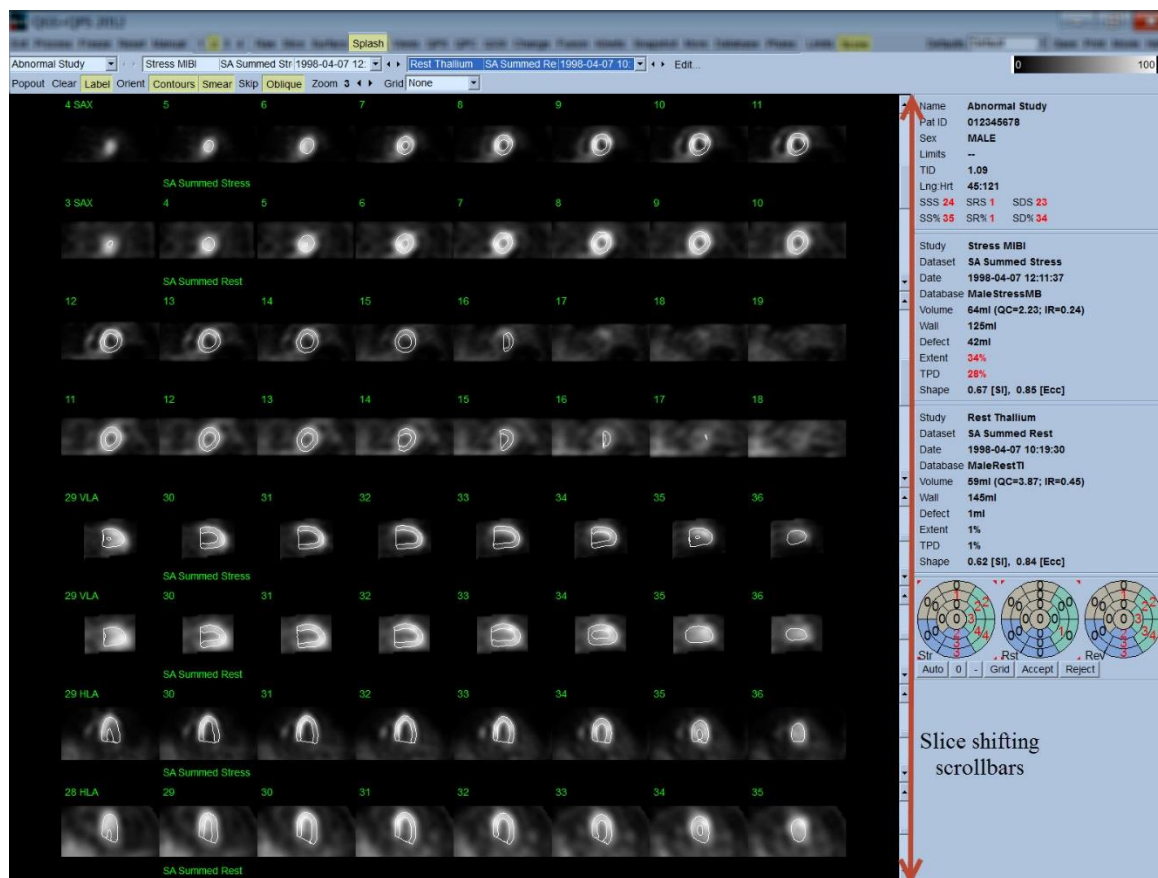 QGS+QPS 2012
Splash
Abnormal Study Stress MIBI SA Summed Str 1998-04-07 12: Rest Thallium SA Summed Re 1998-04-07 10: Edit...
0 100
Popout Clear Label Orient Contours Smear Skip Oblique Zoom 3 Grid None
4 SAX 5 6 7 8 9 10 11
SA Summed Stress
3 SAX 4 5 6 7 8 9 10
SA Summed Rest
12 13 14 15 16 17 18 19
11 12 13 14 15 16 17 18
29 VLA 30 31 32 33 34 35 36
SA Summed Stress
29 VLA 30 31 32 33 34 35 36
SA Summed Rest
29 HLA 30 31 32 33 34 35 36
SA Summed Stress
28 HLA 29 30 31 32 33 34 35
SA Summed Rest
Name Abnormal Study
Pat ID 012345678
Sex MALE
Limits --
TID 1.09
Lng:Hrt 45:121
SSS 24 SRS 1 SDS 23
SS% 35 SR% 1 SD% 34
Study Stress MIBI
Dataset SA Summed Stress
Date 1998-04-07 12:11:37
Database MaleStressMB
Volume 64ml (QC=2.23; IR=0.24)
Wall 125ml
Defect 42ml
Extent 34%
TPD 28%
Shape 0.67 [SI], 0.85 [Ecc]
Study Rest Thallium
Dataset SA Summed Rest
Date 1998-04-07 10:19:30
Database MaleRestTl
Volume 59ml (QC=3.87; IR=0.45)
Wall 145ml
Defect 1ml
Extent 1%
TPD 1%
Shape 0.62 [SI], 0.84 [Ecc]
Str Rst Rev
Auto 0 - Grid Accept Reject
Slice shifting
scrollbars